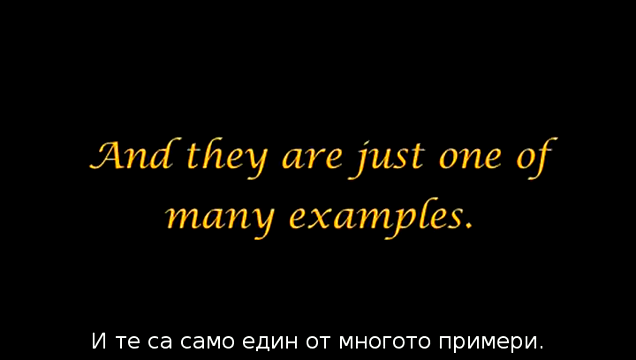 And they are just one of
many examples.
И те са само един от многото примери.